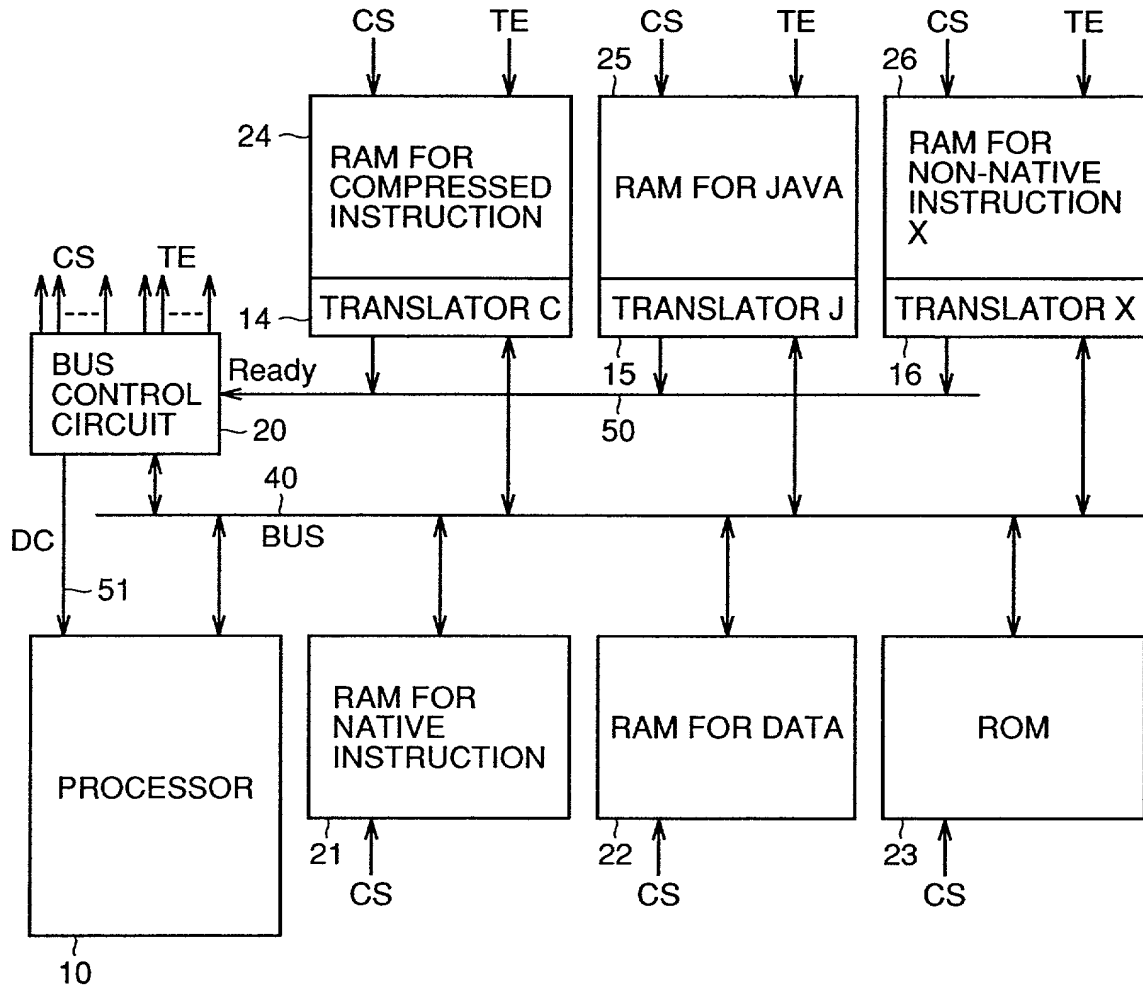 CS TE CS TE CS TE
25 26
24
RAM FOR
COMPRESSED
INSTRUCTION
RAM FOR JAVA
RAM FOR
NON-NATIVE
INSTRUCTION
X
CS TE
14
TRANSLATOR C
TRANSLATOR J
TRANSLATOR X
BUS
CONTROL
CIRCUIT
Ready
15
16
20
50
40
BUS
DC
51
PROCESSOR
RAM FOR
NATIVE
INSTRUCTION
RAM FOR DATA
ROM
21
22
23
CS
CS
CS
10